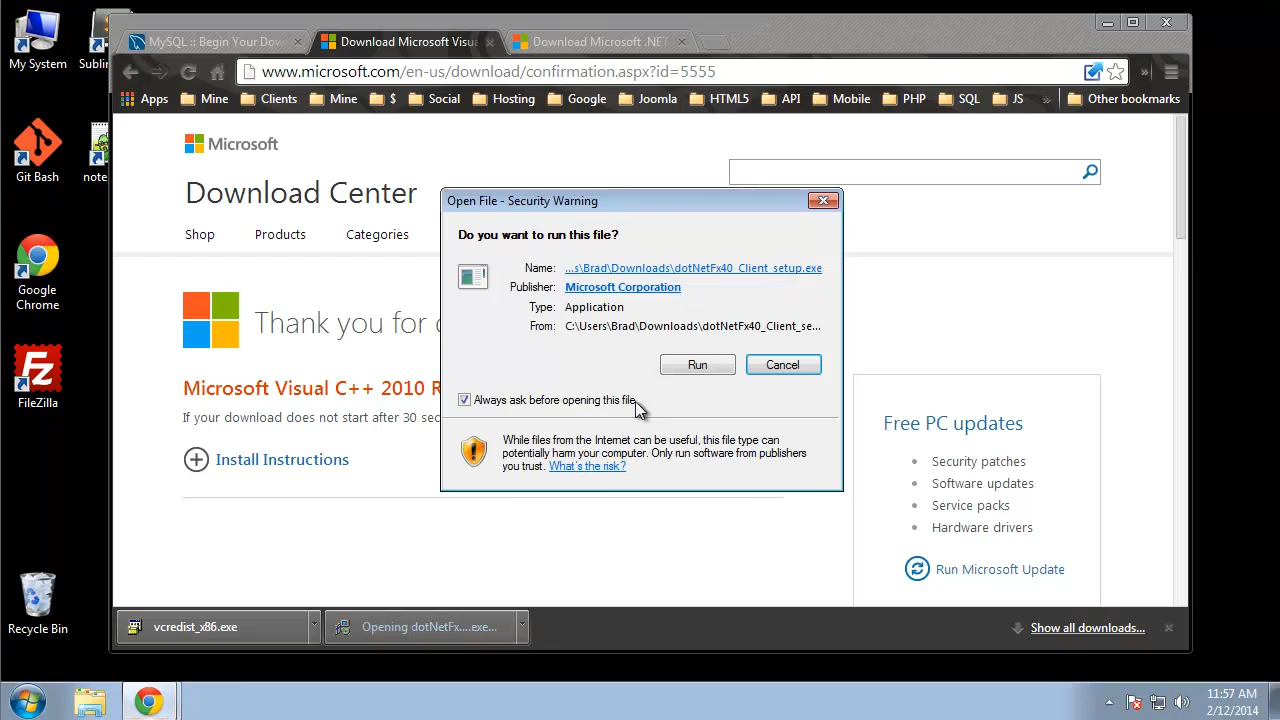 My System
Subli
Git Bash
note
Google
Chrome
FileZilla
Recycle Bin
MySQL :: Begin Your Dow
Download Microsoft Visua
Download Microsoft .NET
www.microsoft.com/en-us/download/confirmation.aspx?id=5555
Apps
Mine
Clients
Mine
$
Social
Hosting
Google
Joomla
HTML5
API
Mobile
PHP
SQL
JS
»
Other bookmarks
Microsoft
Download Center
Shop
Products
Categories
Thank you for d
Microsoft Visual C++ 2010 R
If your download does not start after 30 sec
Install Instructions
Open File - Security Warning
Do you want to run this file?
Name: ...s\Brad\Downloads\dotNetFx40_Client_setup.exe
Publisher: Microsoft Corporation
Type: Application
From: C:\Users\Brad\Downloads\dotNetFx40_Client_se...
Run
Cancel
Always ask before opening this file
While files from the Internet can be useful, this file type can
potentially harm your computer. Only run software from publishers
you trust. What's the risk?
Free PC updates
Security patches
Software updates
Service packs
Hardware drivers
Run Microsoft Update
vcredist_x86.exe
Opening dotNetFx....exe...
Show all downloads...
11:57 AM
2/12/2014